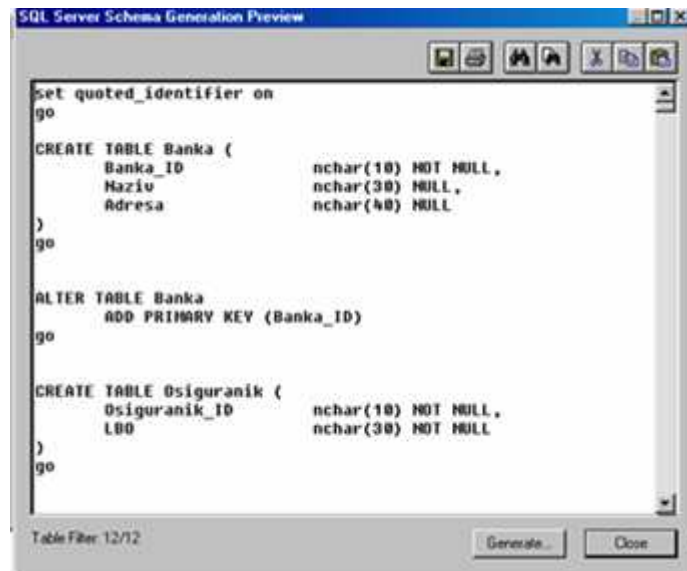 SQL Server Schema Generation Preview
set quoted_identifier on
go
CREATE TABLE Banka (
Banka_ID nchar(10) NOT NULL,
Naziv nchar(30) NULL,
Adresa nchar(40) NULL
)
go
ALTER TABLE Banka
ADD PRIMARY KEY (Banka_ID)
go
CREATE TABLE Osiguranik (
Osiguranik_ID nchar(10) NOT NULL,
LBO nchar(30) NOT NULL
)
go
Table Filter: 12/12
Generate...
Close